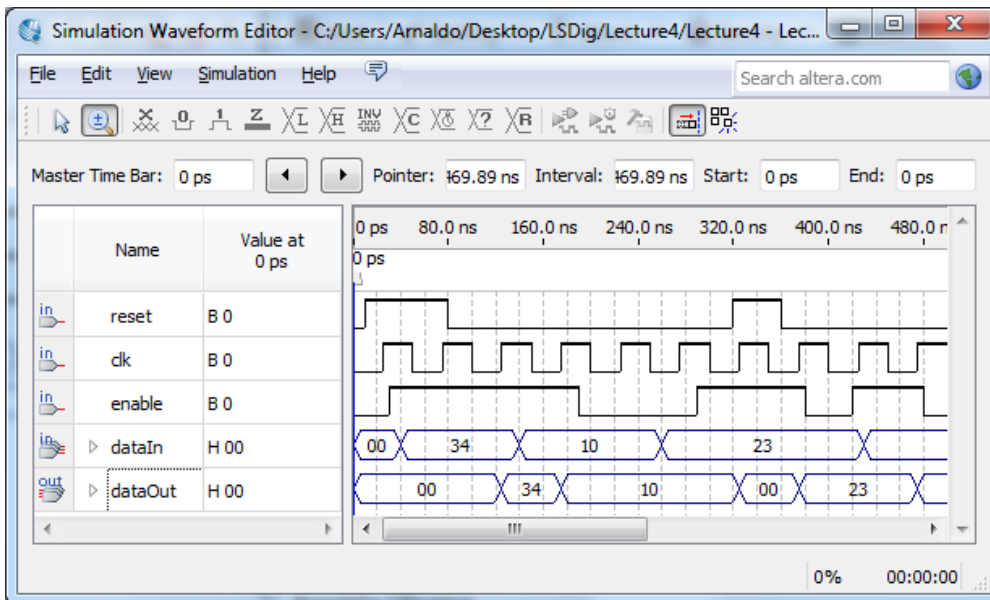 Simulation Waveform Editor - C:/Users/Arnaldo/Desktop/LSDig/Lecture4/Lecture4 - Lec...
File Edit View Simulation Help
Search altera.com
Master Time Bar: 0 ps Pointer: 469.89 ns Interval: 469.89 ns Start: 0 ps End: 0 ps
Name Value at 0 ps
0 ps 80.0 ns 160.0 ns 240.0 ns 320.0 ns 400.0 ns 480.0 n
0 ps
in reset B 0
in clk B 0
in enable B 0
in dataIn H 00 00 34 10 23
out dataOut H 00 00 34 10 00 23
0% 00:00:00